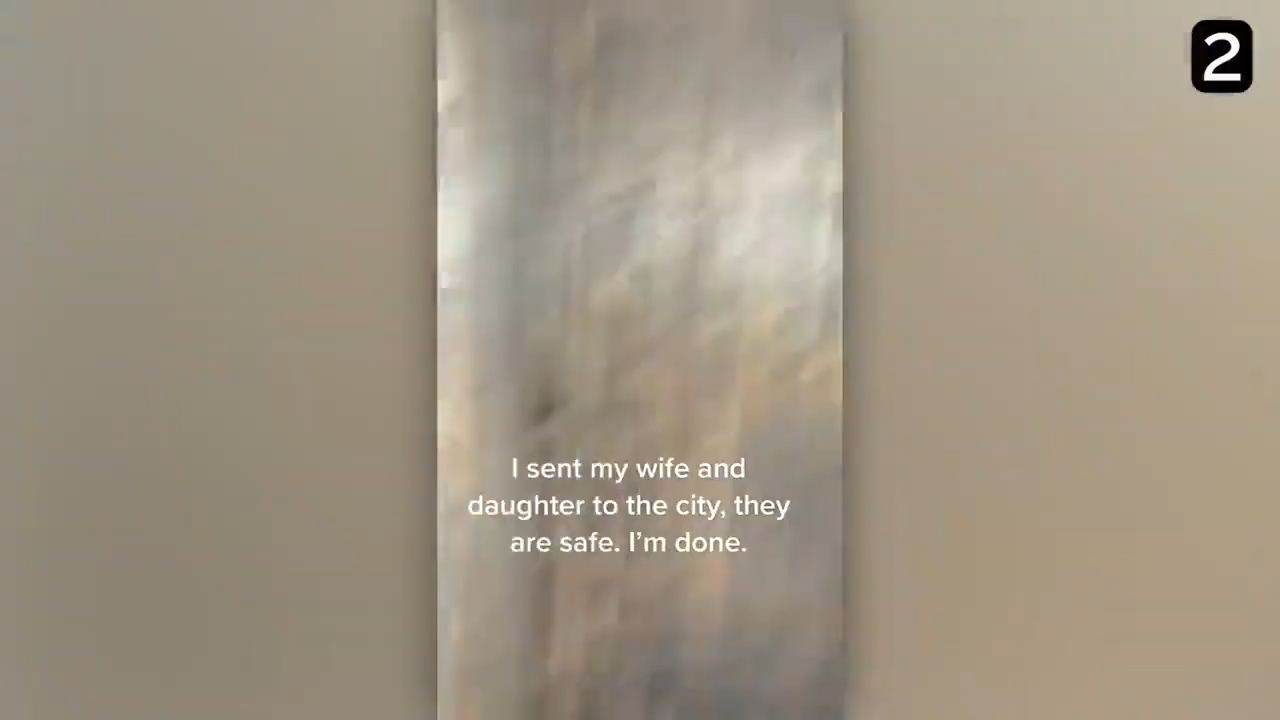 2
I sent my wife and
daughter to the city, they
are safe. I'm done.